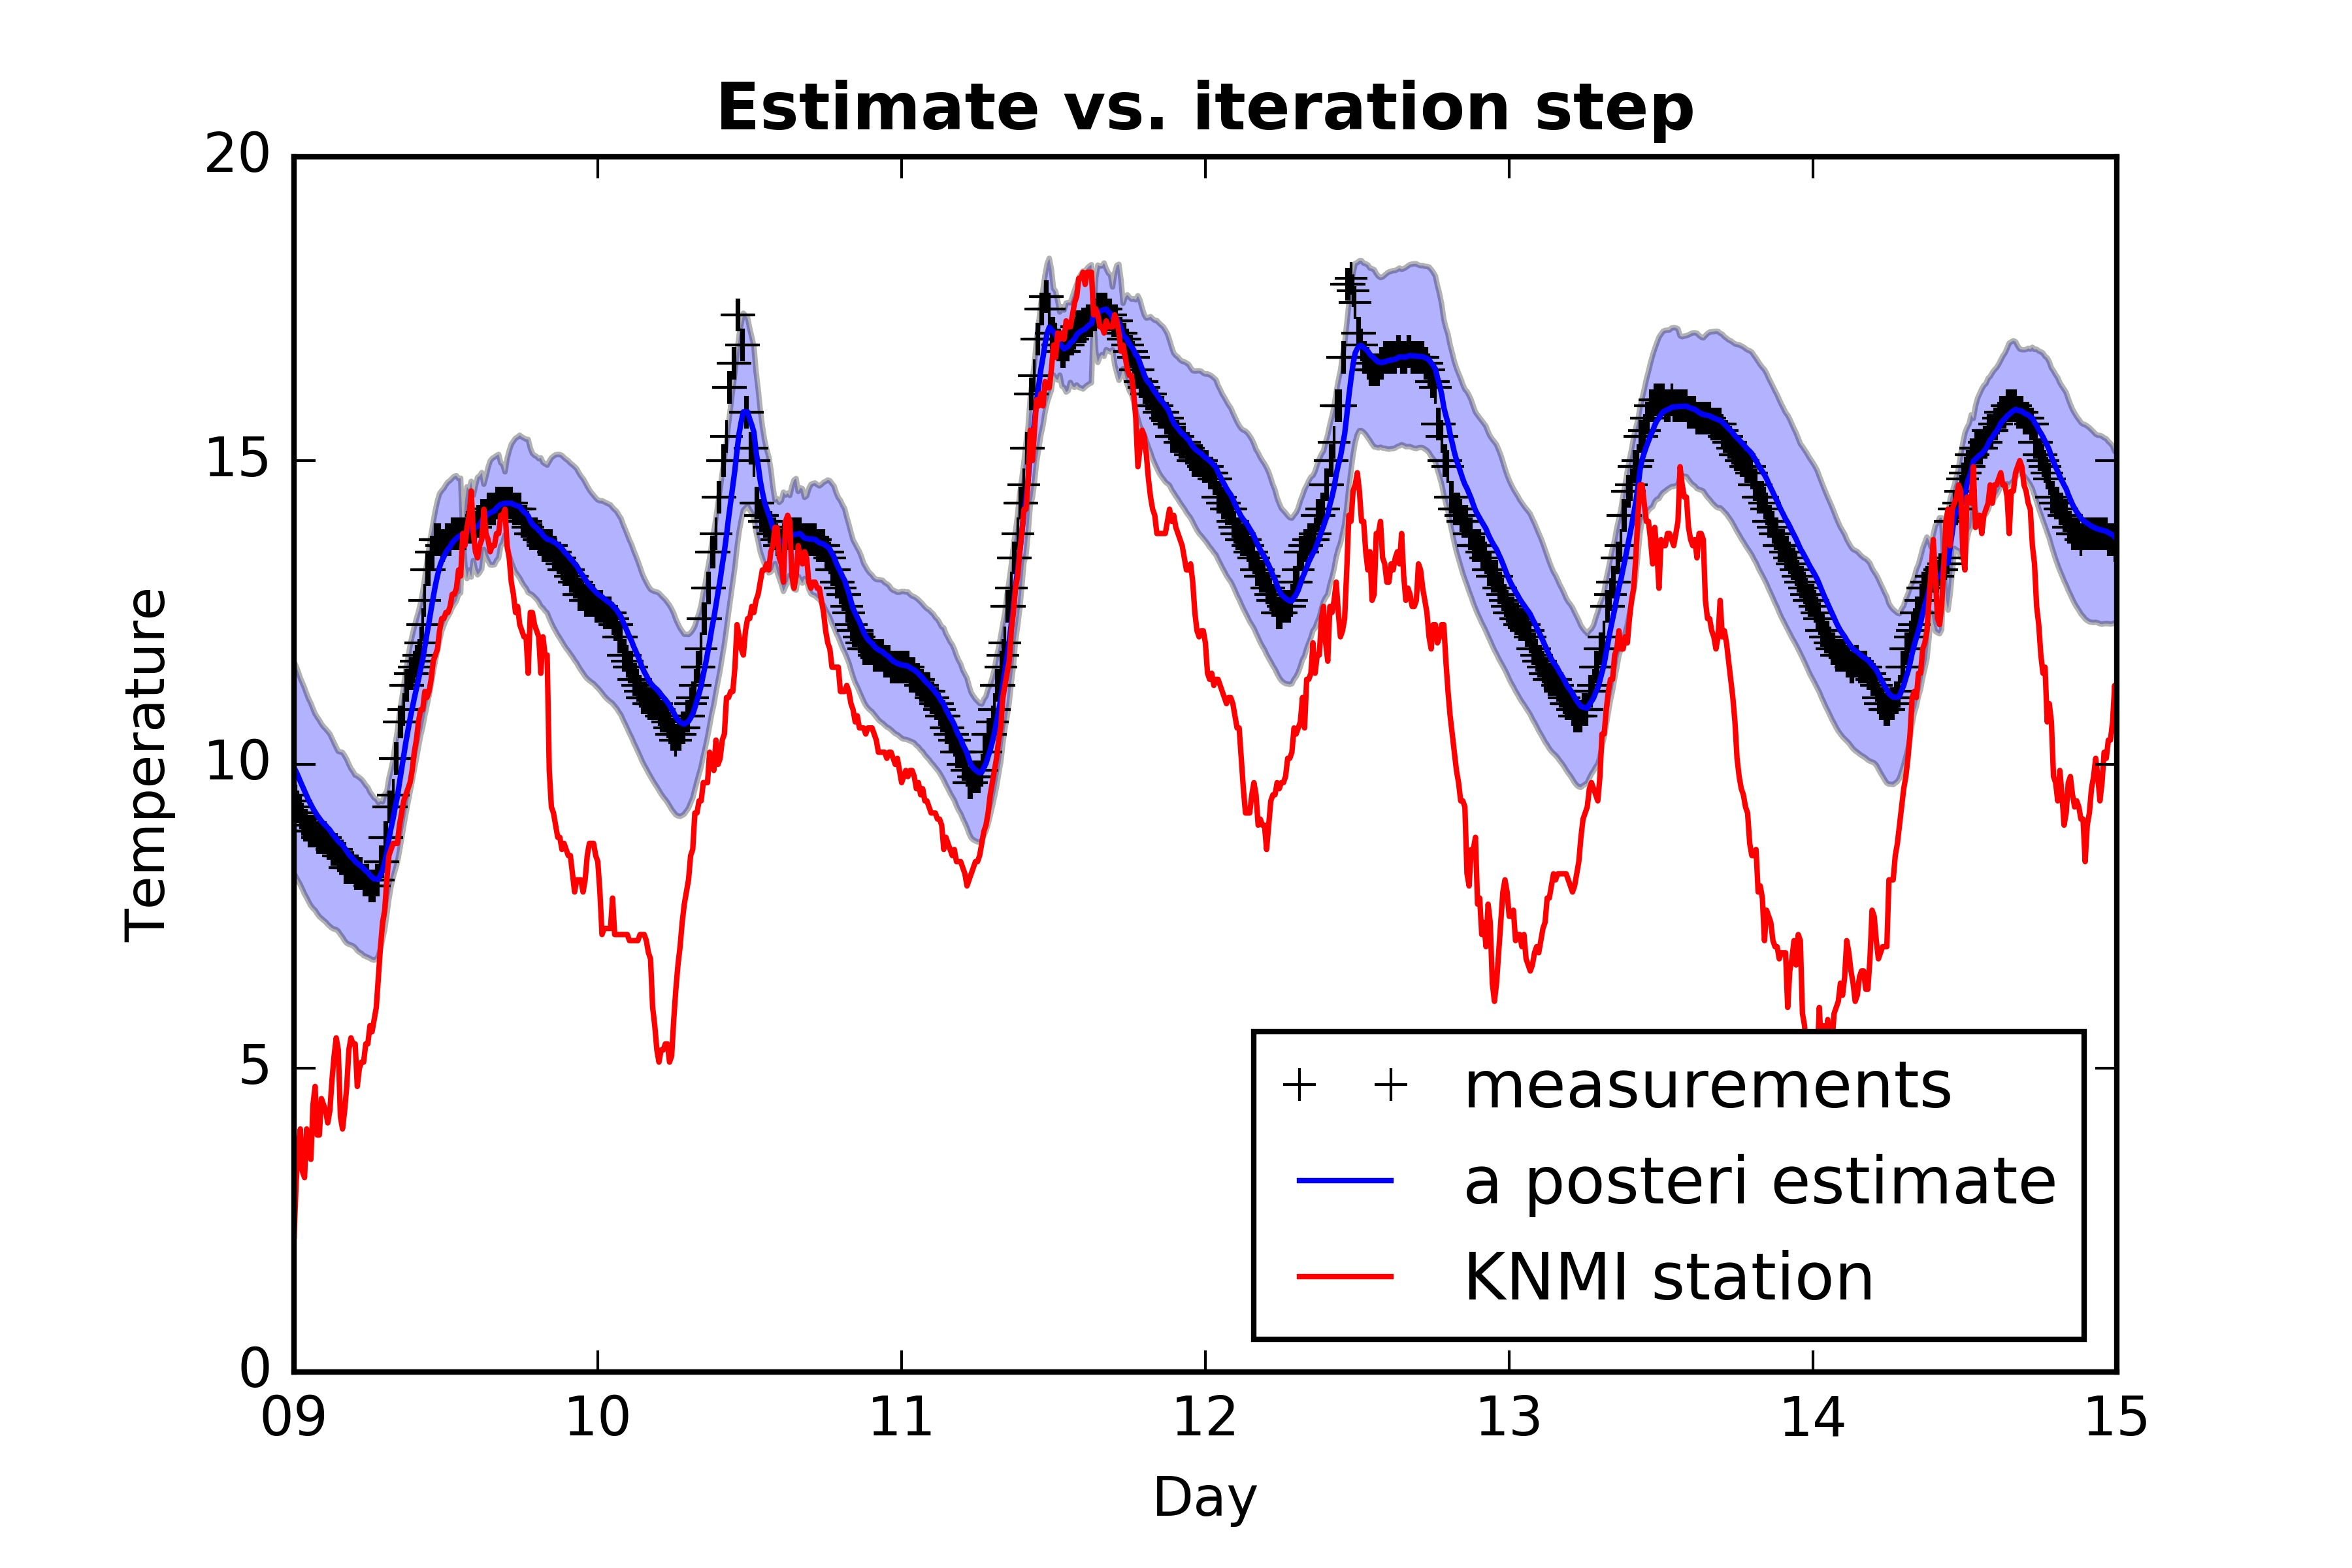 Estimate vs. iteration step
20
15
10
5
0
Temperature
measurements
a posteri estimate
KNMI station
09 10 11 12 13 14 15
Day